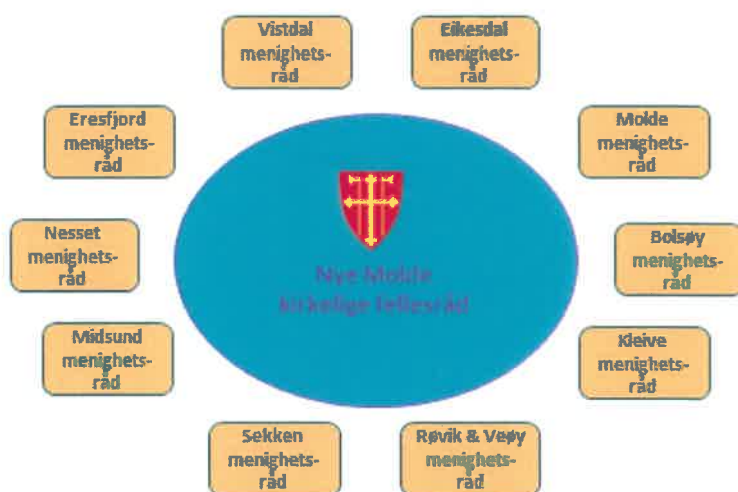 Vistdal
menighets-
råd
Eikesdal
menighets-
råd
Eresfjord
menighets-
råd
Molde
menighets-
råd
Nesset
menighets-
råd
Nye Molde
kirkelige fellesråd
Bolsøy
menighets-
råd
Midsund
menighets-
råd
Kleive
menighets-
råd
Sekken
menighets-
råd
Røvik & Veøy
menighets-
råd